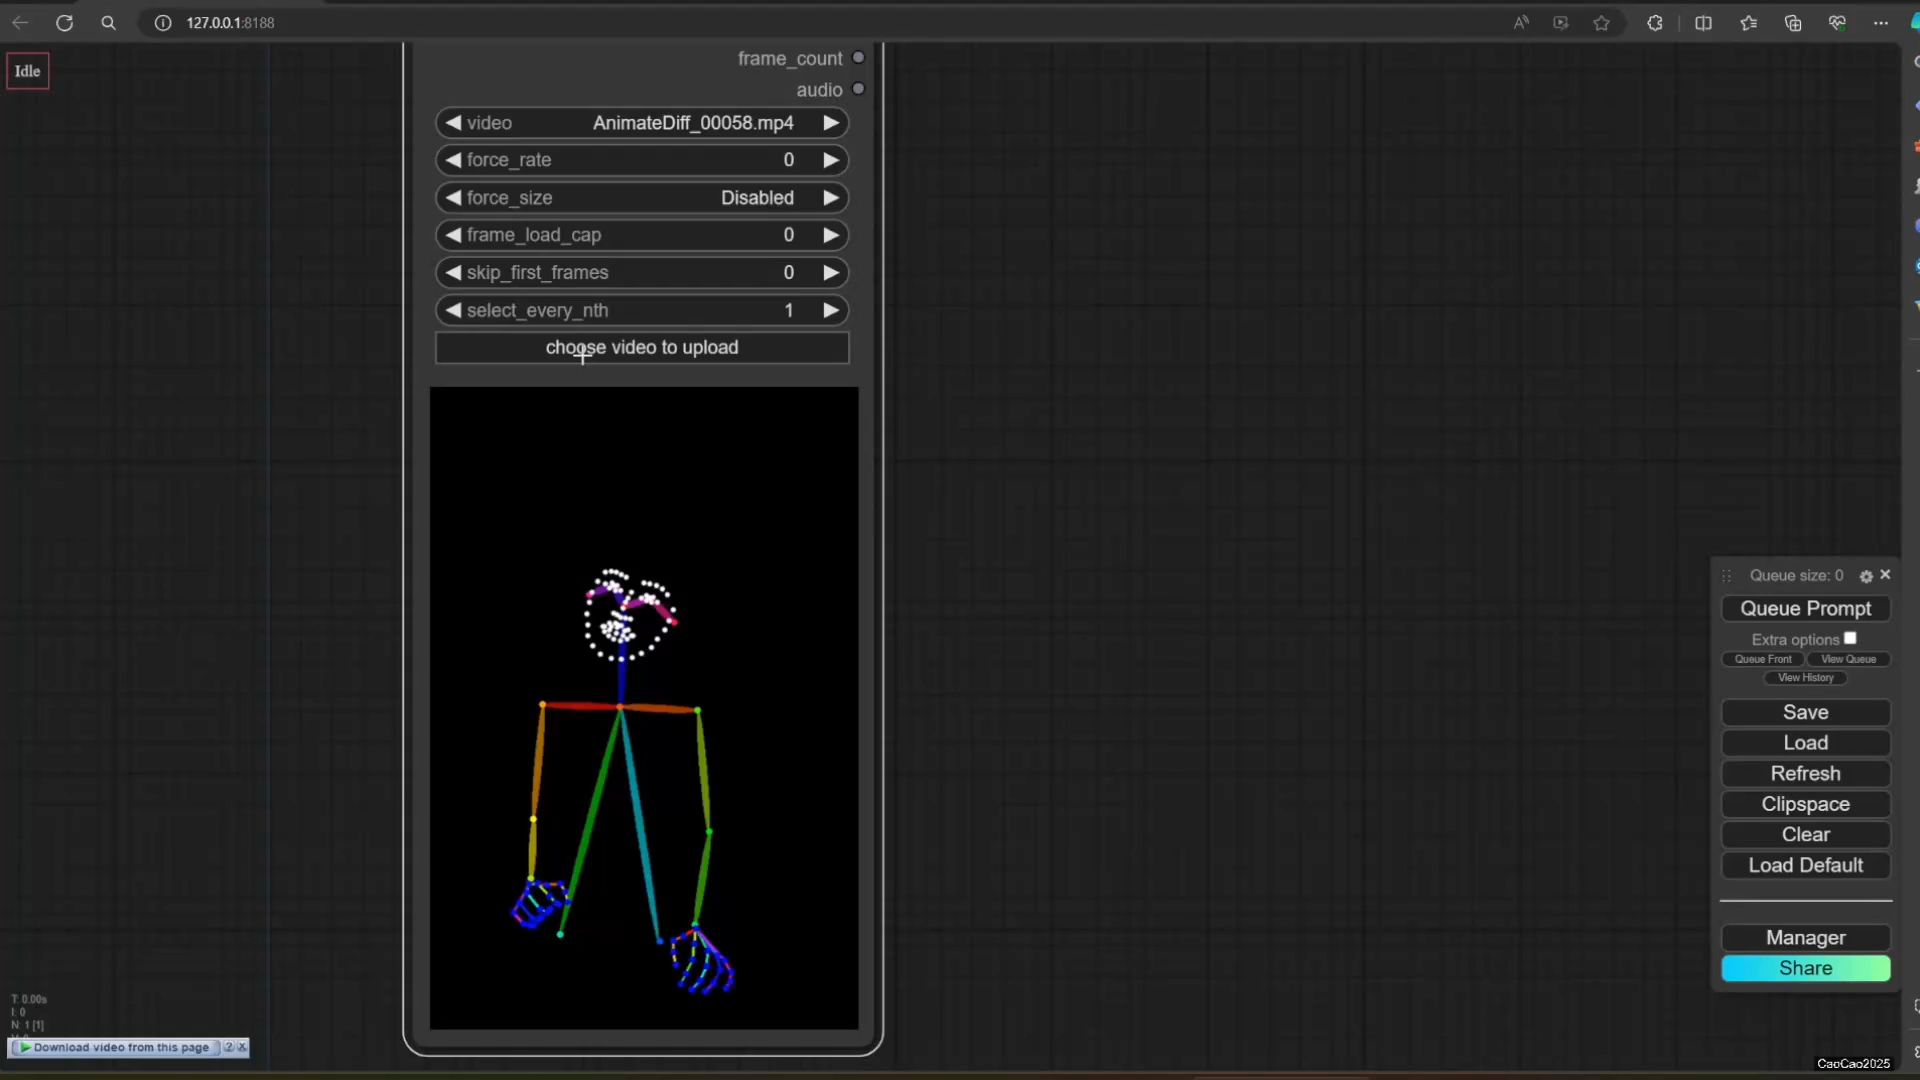 127.0.0.1:8188
Idle
frame_count
audio
video AnimateDiff_00058.mp4
force_rate 0
force_size Disabled
frame_load_cap 0
skip_first_frames 0
select_every_nth 1
choose video to upload
Queue size: 0
Queue Prompt
Extra options
Queue Front View Queue
View History
Save
Load
Refresh
Clipspace
Clear
Load Default
Manager
Share
T: 0.00s
I: 0
N: 1 [1]
Download video from this page ?
CaoCao2025